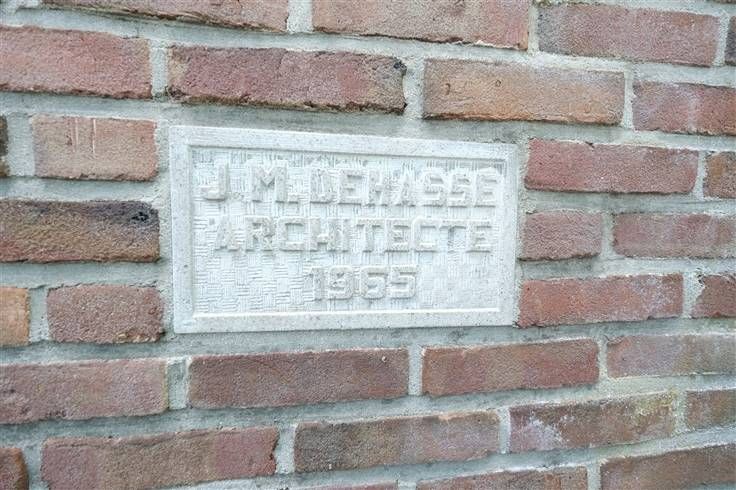 J.M. DEHASSE
ARCHITECTE
1965